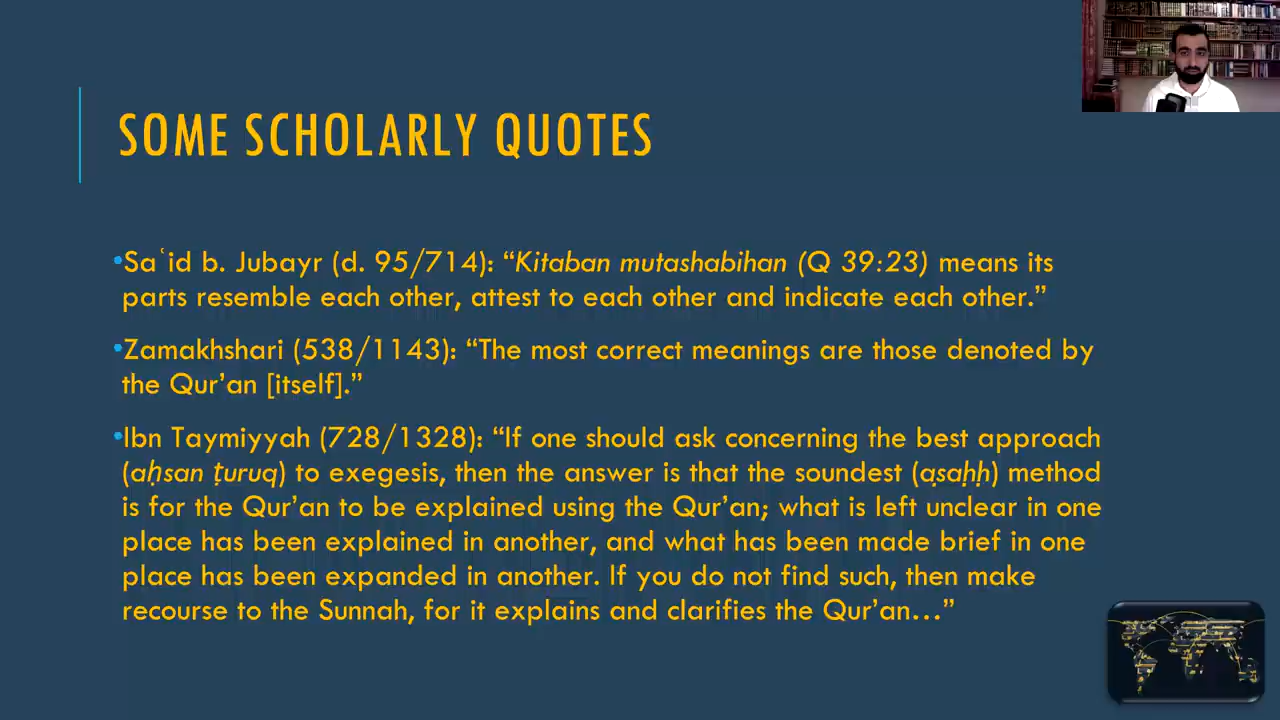 SOME SCHOLARLY QUOTES
•Saʿid b. Jubayr (d. 95/714): “Kitaban mutashabihan (Q 39:23) means its
parts resemble each other, attest to each other and indicate each other.”
•Zamakhshari (538/1143): “The most correct meanings are those denoted by
the Qur’an [itself].”
•Ibn Taymiyyah (728/1328): “If one should ask concerning the best approach
(aḥsan ṭuruq) to exegesis, then the answer is that the soundest (aṣaḥḥ) method
is for the Qur’an to be explained using the Qur’an; what is left unclear in one
place has been explained in another, and what has been made brief in one
place has been expanded in another. If you do not find such, then make
recourse to the Sunnah, for it explains and clarifies the Qur’an…”